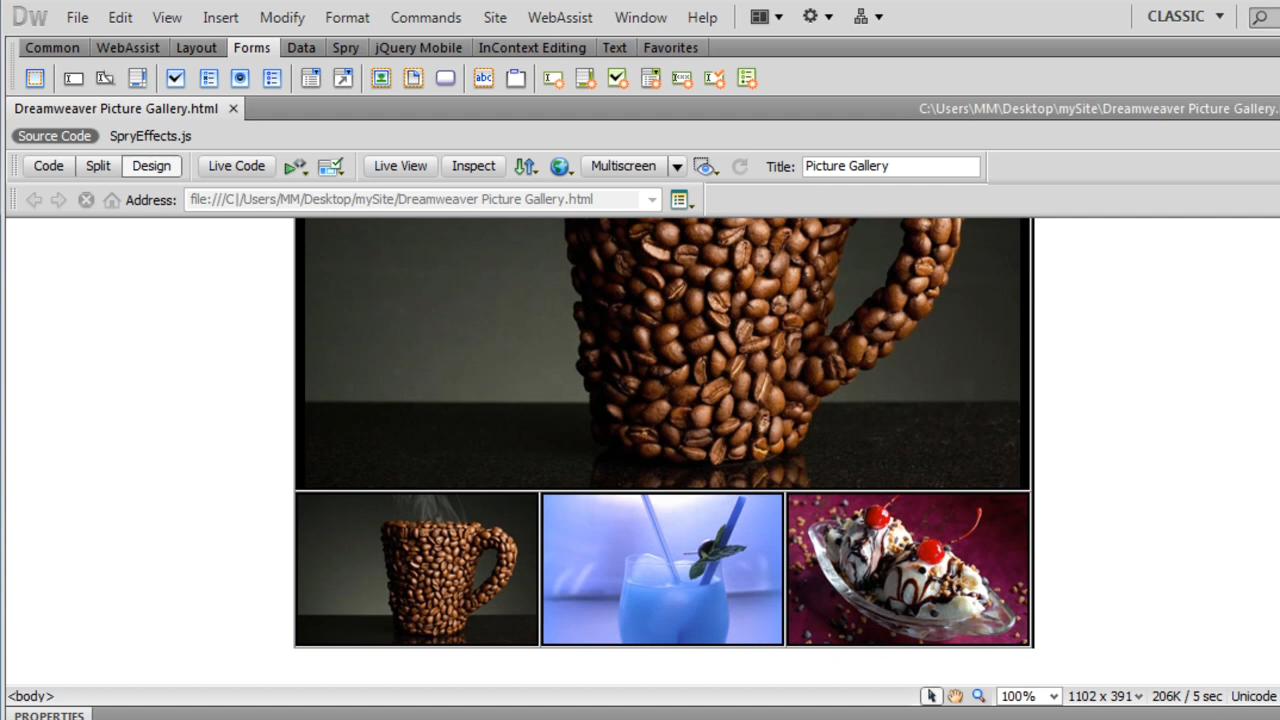 Dw File Edit View Insert Modify Format Commands Site WebAssist Window Help CLASSIC
Common WebAssist Layout Forms Data Spry jQuery Mobile InContext Editing Text Favorites
abc
Dreamweaver Picture Gallery.html × C:\Users\MM\Desktop\mySite\Dreamweaver Picture Gallery.
Source Code SpryEffects.js
Code Split Design Live Code Live View Inspect Multiscreen Title: Picture Gallery
Address: file:///C|/Users/MM/Desktop/mySite/Dreamweaver Picture Gallery.html
<body> 100% 1102 x 391 206K / 5 sec Unicode
PROPERTIES